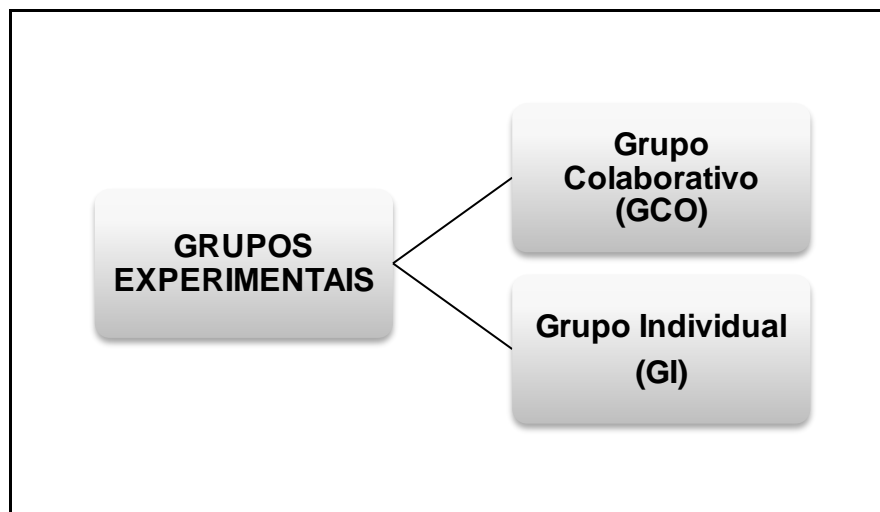 GRUPOS
EXPERIMENTAIS
Grupo
Colaborativo
(GCO)
Grupo Individual
(GI)